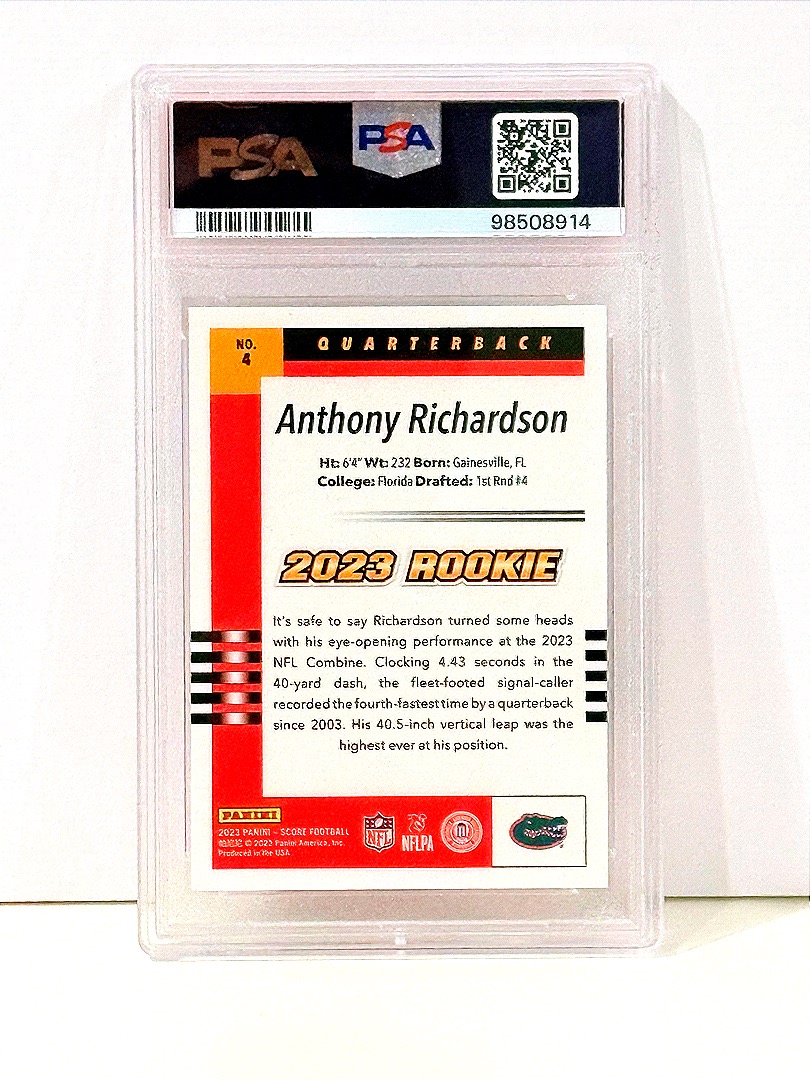 PSA
PSA
98508914
NO.
4
QUARTERBACK
Anthony Richardson
Ht: 6'4" Wt: 232 Born: Gainesville, FL
College: Florida Drafted: 1st Rnd #4
2023 ROOKIE
It's safe to say Richardson turned some heads
with his eye-opening performance at the 2023
NFL Combine. Clocking 4.43 seconds in the
40-yard dash, the fleet-footed signal-caller
recorded the fourth-fastest time by a quarterback
since 2003. His 40.5-inch vertical leap was the
highest ever at his position.
PANINI
2023 PANINI – SCORE FOOTBALL
© 2023 Panini America, Inc.
Produced in the USA
NFL
NFLPA